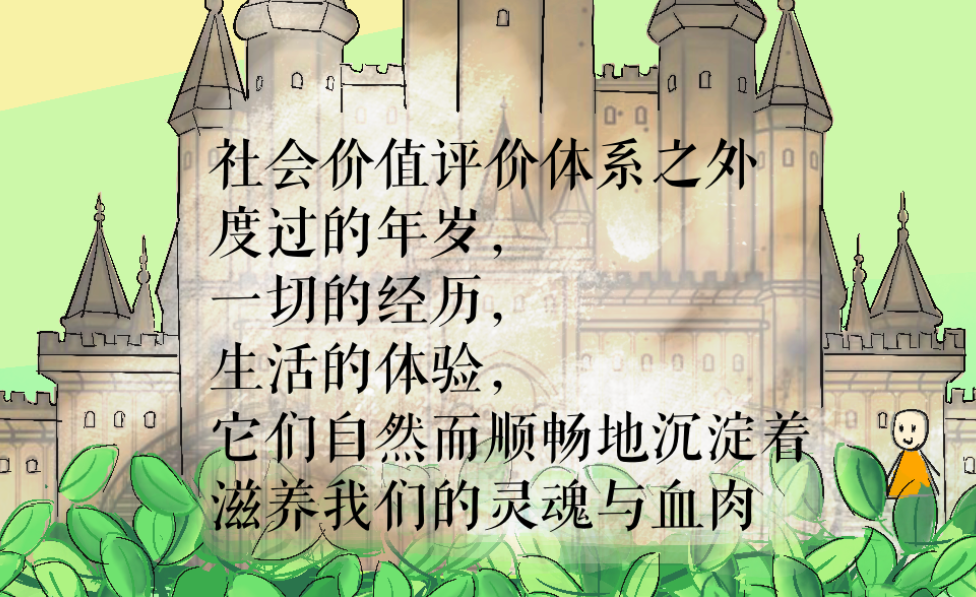 社会价值评价体系之外
度过的年岁，
一切的经历，
生活的体验，
它们自然而顺畅地沉淀着
滋养我们的灵魂与血肉